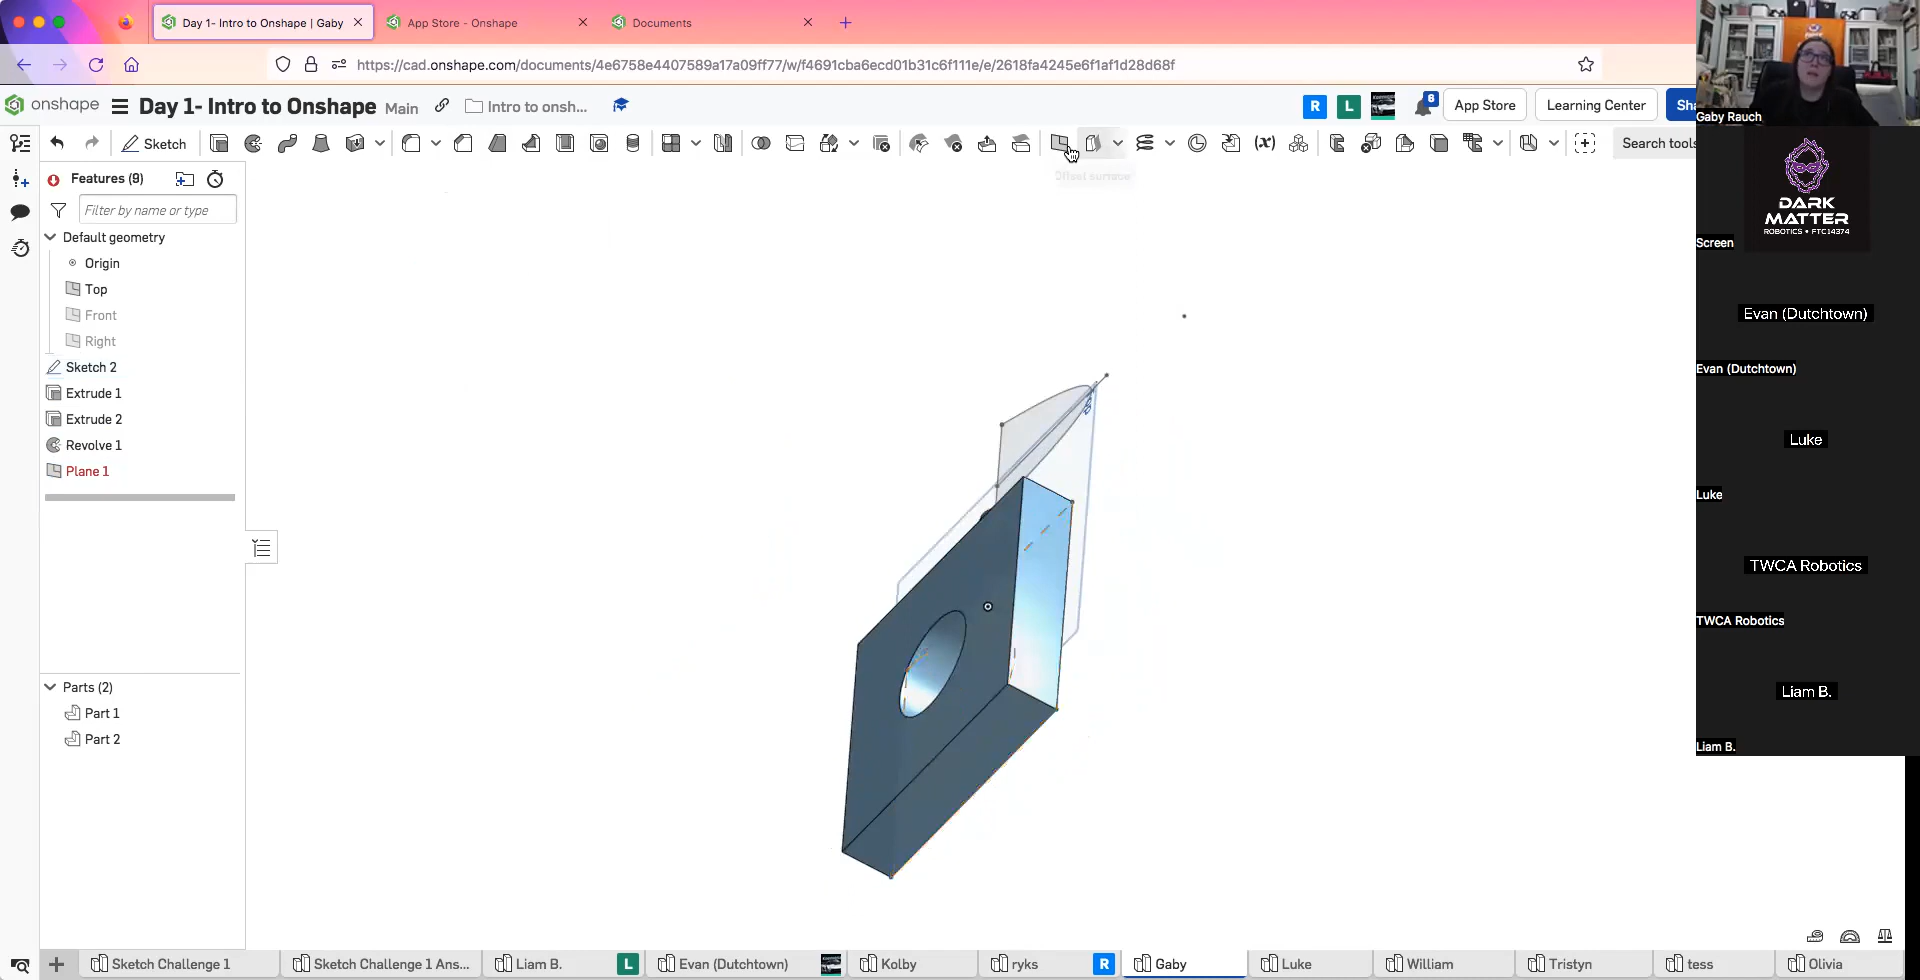 Day 1- Intro to Onshape | Gaby
App Store - Onshape
Documents
https://cad.onshape.com/documents/4e6758e4407589a17a09ff77/w/f4691cba6ecd01b31c6f111e/e/2618fa4245e6f1af1d28d68f
onshape
Day 1- Intro to Onshape
Main
Intro to onsh...
R
L
6
App Store
Learning Center
Sha
Gaby Rauch
Sketch
(x)
Search tools
Offset surface
Features (9)
Filter by name or type
Default geometry
Origin
Top
Front
Right
Sketch 2
Extrude 1
Extrude 2
Revolve 1
Plane 1
Parts (2)
Part 1
Part 2
DARK
MATTER
ROBOTICS • FTC14374
Screen
Evan (Dutchtown)
Evan (Dutchtown)
Luke
Luke
TWCA Robotics
TWCA Robotics
Liam B.
Liam B.
Sketch Challenge 1
Sketch Challenge 1 Ans...
Liam B.
L
Evan (Dutchtown)
Kolby
ryks
R
Gaby
Luke
William
Tristyn
tess
Olivia